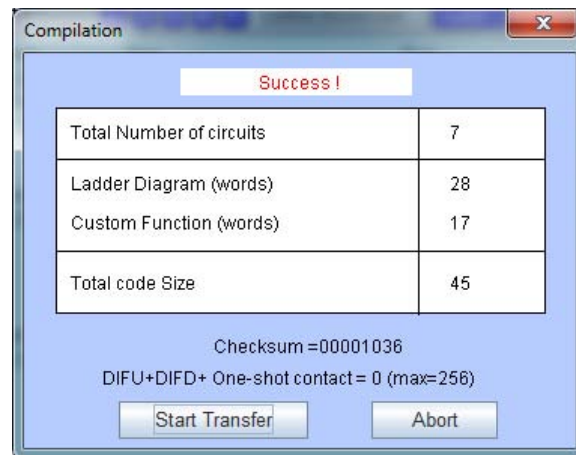 Compilation
Success !
Total Number of circuits 7
Ladder Diagram (words) 28
Custom Function (words) 17
Total code Size 45
Checksum =00001036
DIFU+DIFD+ One-shot contact = 0 (max=256)
Start Transfer Abort